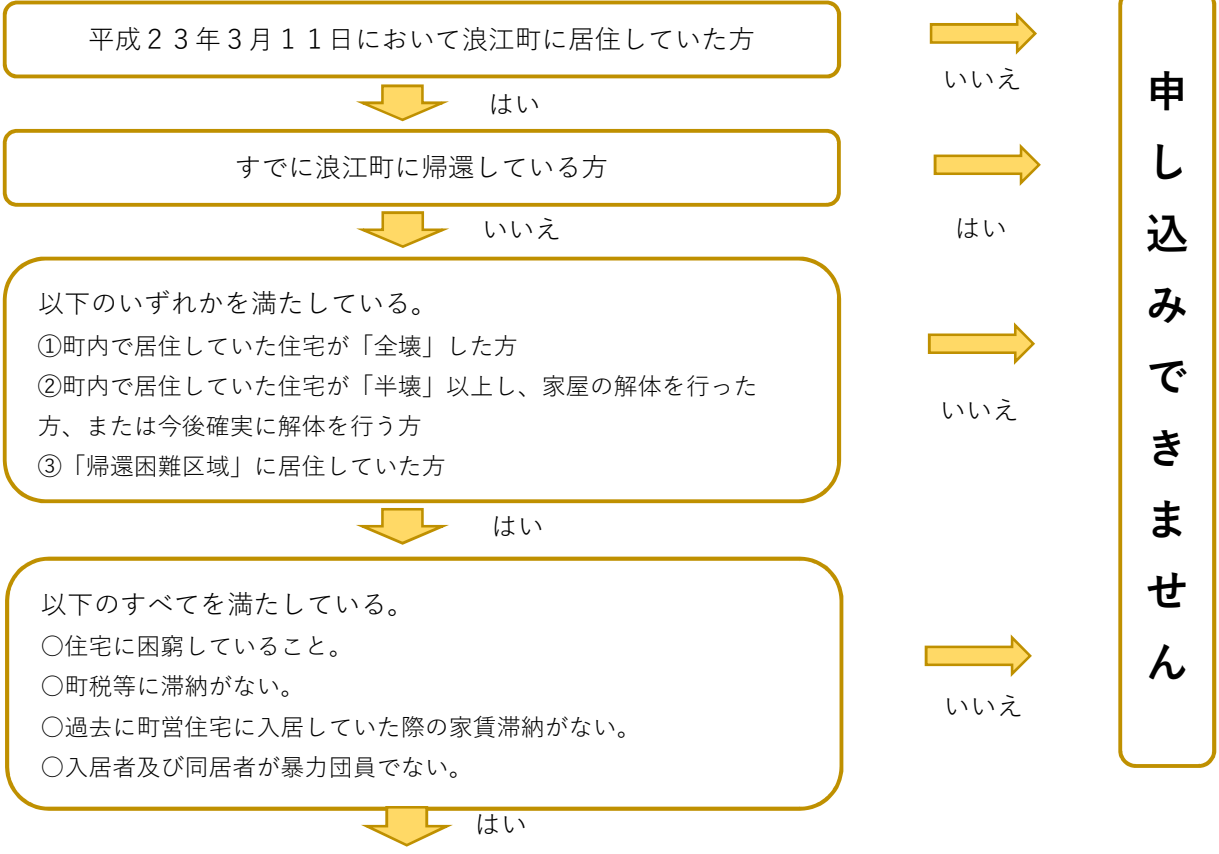 平成２３年３月１１日において浪江町に居住していた方
いいえ
はい
すでに浪江町に帰還している方
はい
いいえ
以下のいずれかを満たしている。
①町内で居住していた住宅が「全壊」した方
②町内で居住していた住宅が「半壊」以上し、家屋の解体を行った
方、または今後確実に解体を行う方
③「帰還困難区域」に居住していた方
いいえ
はい
以下のすべてを満たしている。
○住宅に困窮していること。
○町税等に滞納がない。
○過去に町営住宅に入居していた際の家賃滞納がない。
○入居者及び同居者が暴力団員でない。
いいえ
はい
申し込みできません